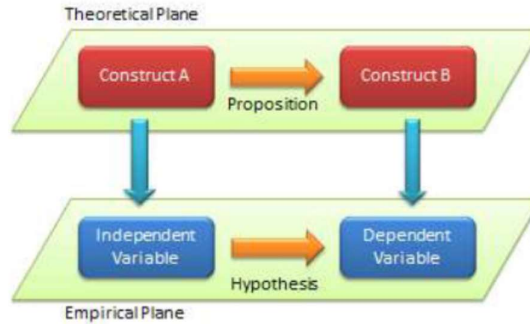 Theoretical Plane
Construct A
Construct B
Proposition
Independent
Variable
Dependent
Variable
Hypothesis
Empirical Plane